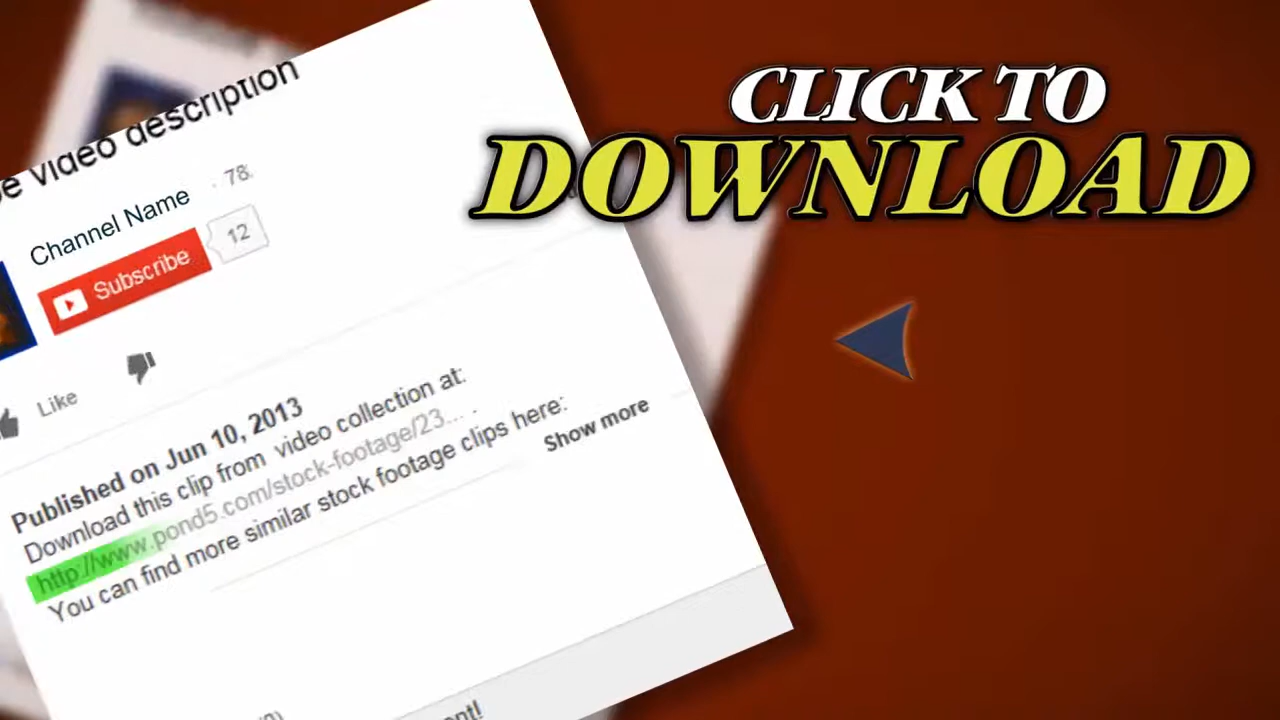 CLICK TO
DOWNLOAD
video description
Channel Name
78
Subscribe
12
Like
Published on Jun 10, 2013
Download this clip from video collection at:
http://www.pond5.com/stock-footage/23...
You can find more similar stock footage clips here:
Show more